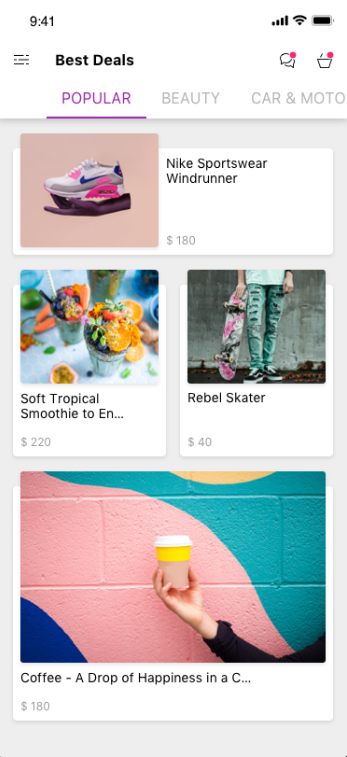 9:41
Best Deals
POPULAR
BEAUTY
CAR & MOTO
Nike Sportswear
Windrunner
$ 180
Soft Tropical
Smoothie to En...
$ 220
Rebel Skater
$ 40
Coffee - A Drop of Happiness in a C...
$ 180